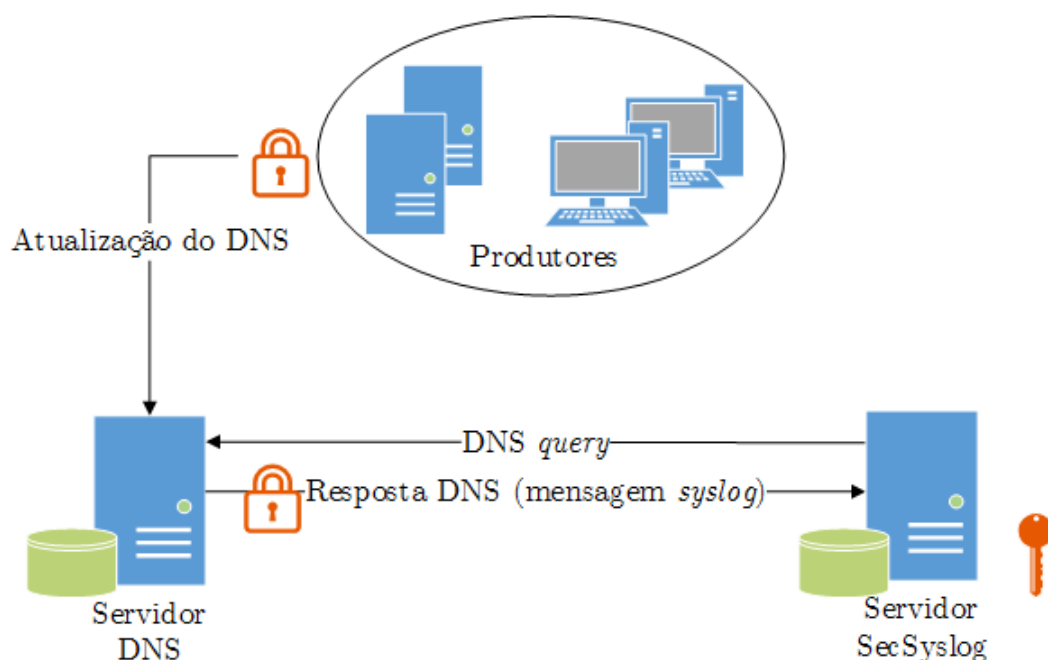 Produtores
Atualização do DNS
DNS query
Resposta DNS (mensagem syslog)
Servidor
DNS
Servidor
SecSyslog